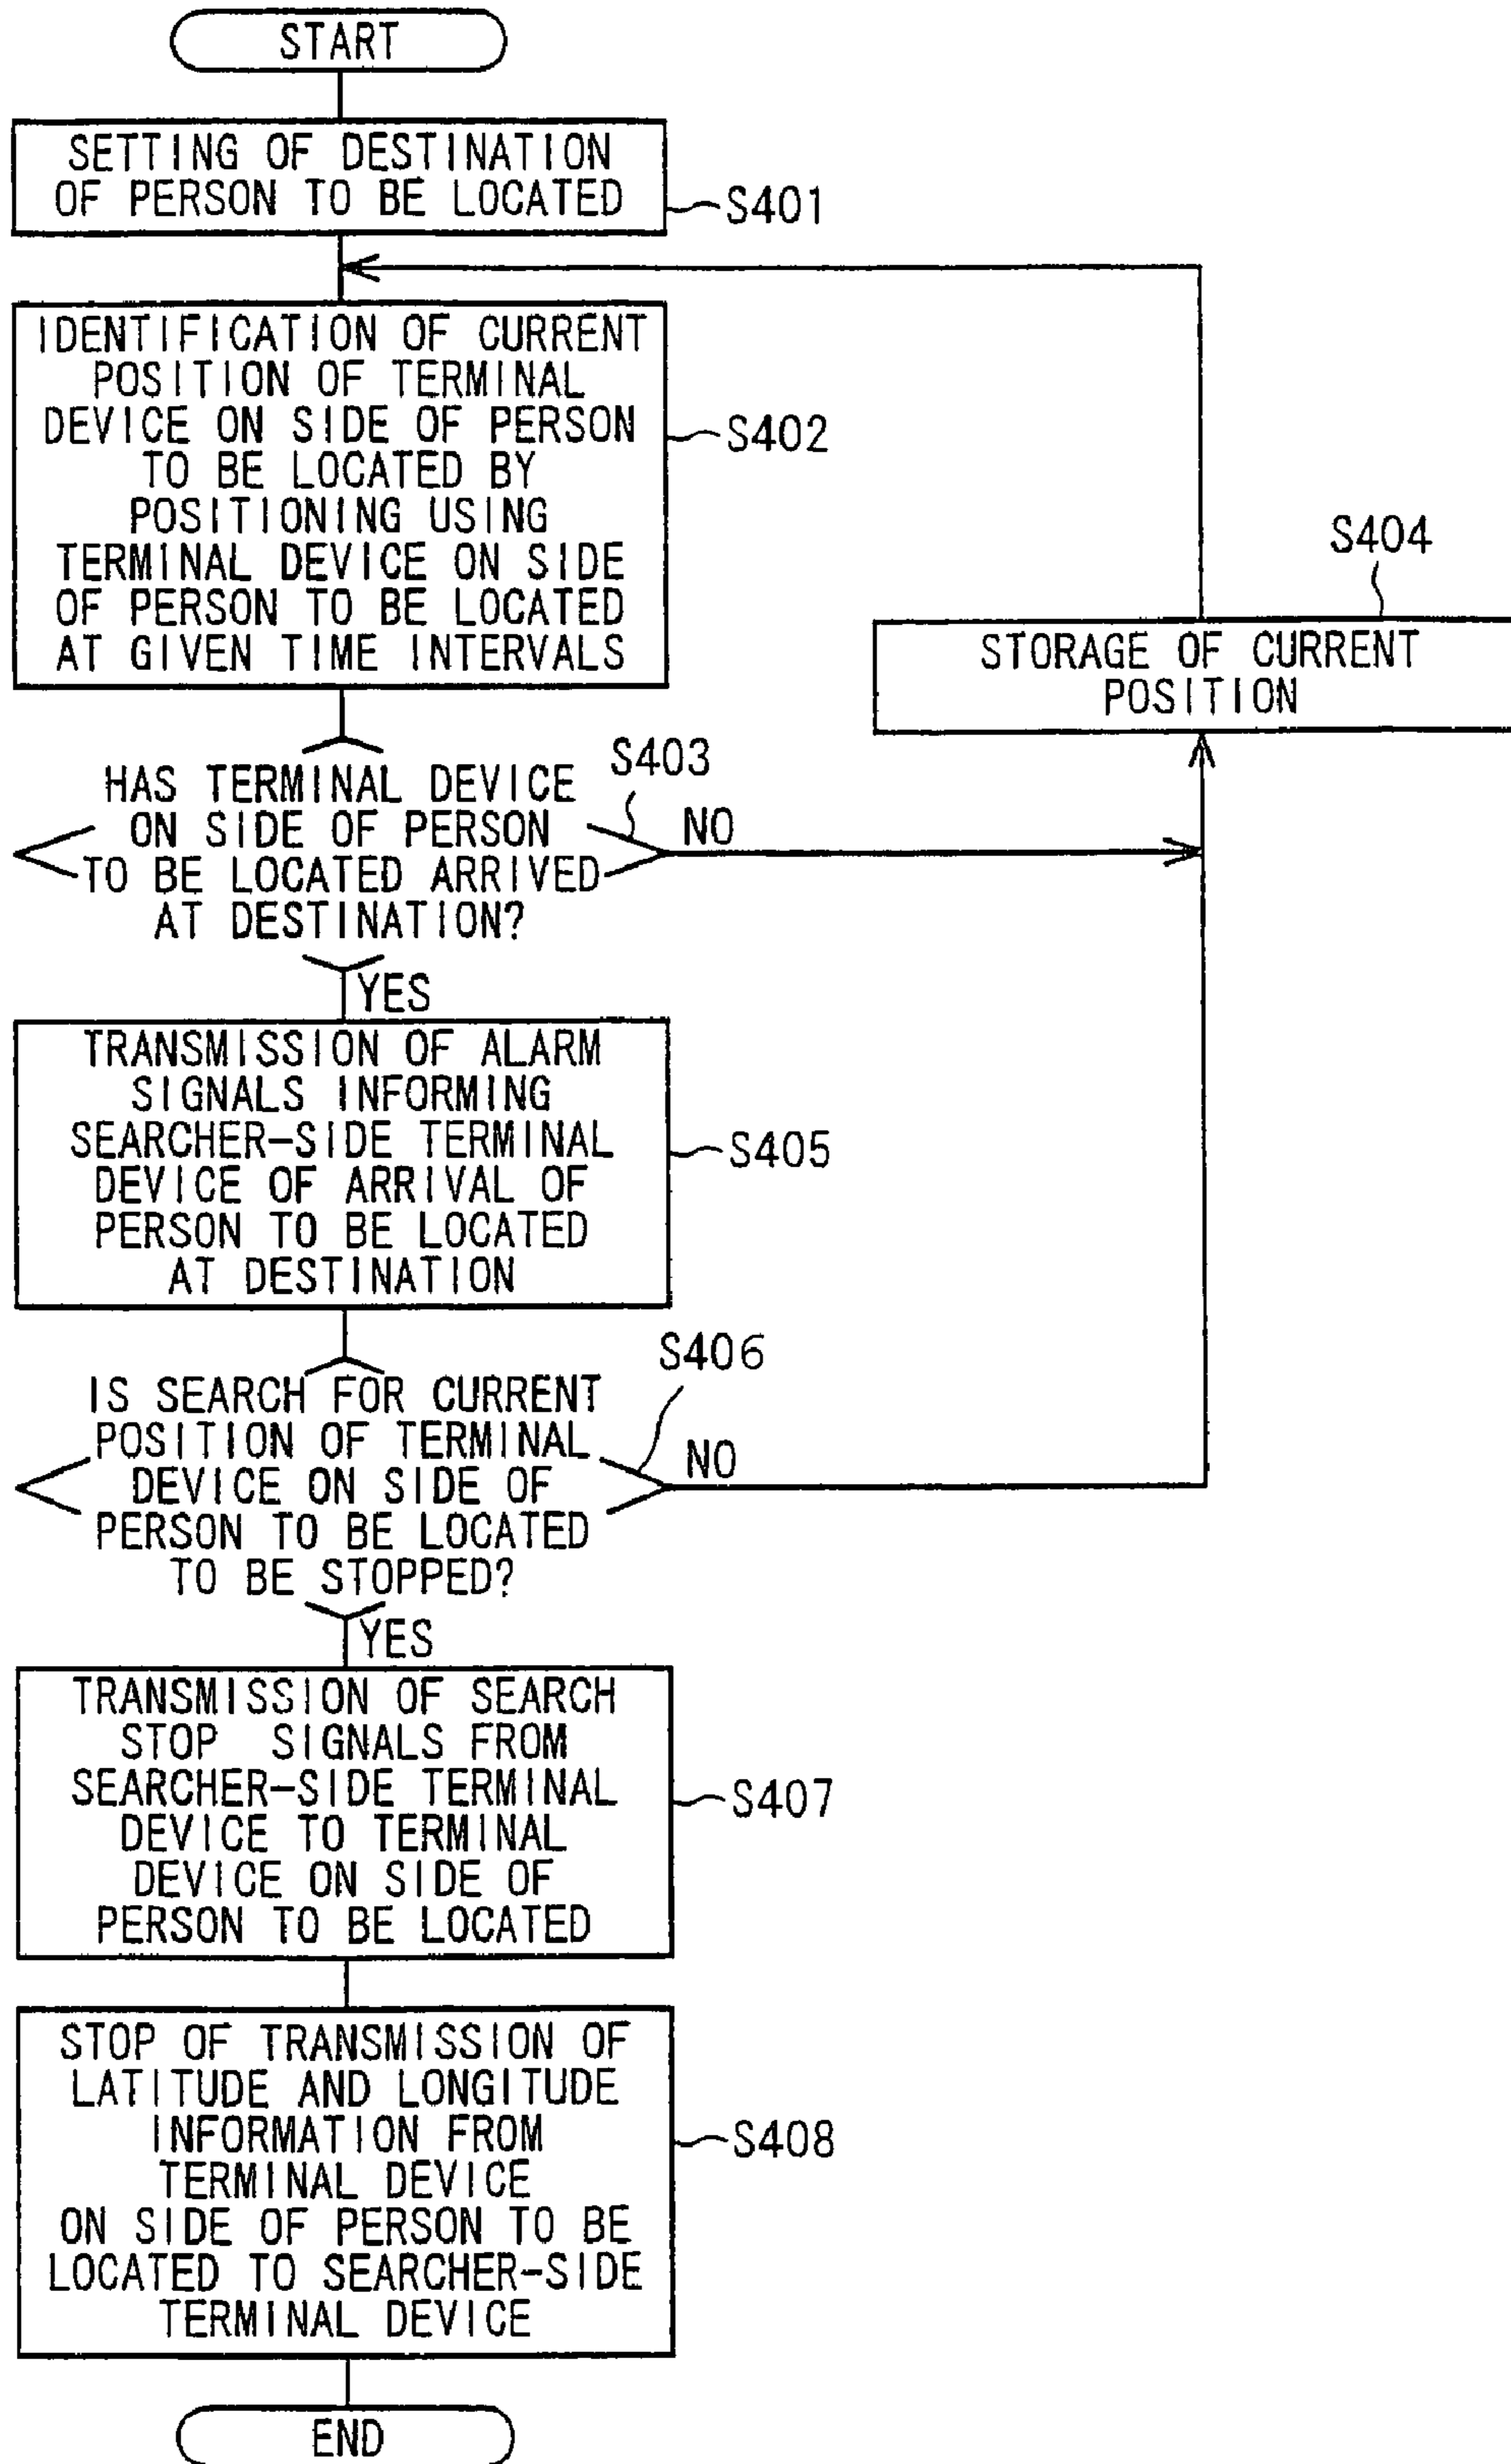 START
SETTING OF DESTINATION
OF PERSON TO BE LOCATED
S401
IDENTIFICATION OF CURRENT
POSITION OF TERMINAL
DEVICE ON SIDE OF PERSON
TO BE LOCATED BY
POSITIONING USING
TERMINAL DEVICE ON SIDE
OF PERSON TO BE LOCATED
AT GIVEN TIME INTERVALS
S402
S404
STORAGE OF CURRENT
POSITION
S403
HAS TERMINAL DEVICE
ON SIDE OF PERSON
TO BE LOCATED ARRIVED
AT DESTINATION?
NO
YES
TRANSMISSION OF ALARM
SIGNALS INFORMING
SEARCHER-SIDE TERMINAL
DEVICE OF ARRIVAL OF
PERSON TO BE LOCATED
AT DESTINATION
S405
S406
IS SEARCH FOR CURRENT
POSITION OF TERMINAL
DEVICE ON SIDE OF
PERSON TO BE LOCATED
TO BE STOPPED?
NO
YES
TRANSMISSION OF SEARCH
STOP SIGNALS FROM
SEARCHER-SIDE TERMINAL
DEVICE TO TERMINAL
DEVICE ON SIDE OF
PERSON TO BE LOCATED
S407
STOP OF TRANSMISSION OF
LATITUDE AND LONGITUDE
INFORMATION FROM
TERMINAL DEVICE
ON SIDE OF PERSON TO BE
LOCATED TO SEARCHER-SIDE
TERMINAL DEVICE
S408
END